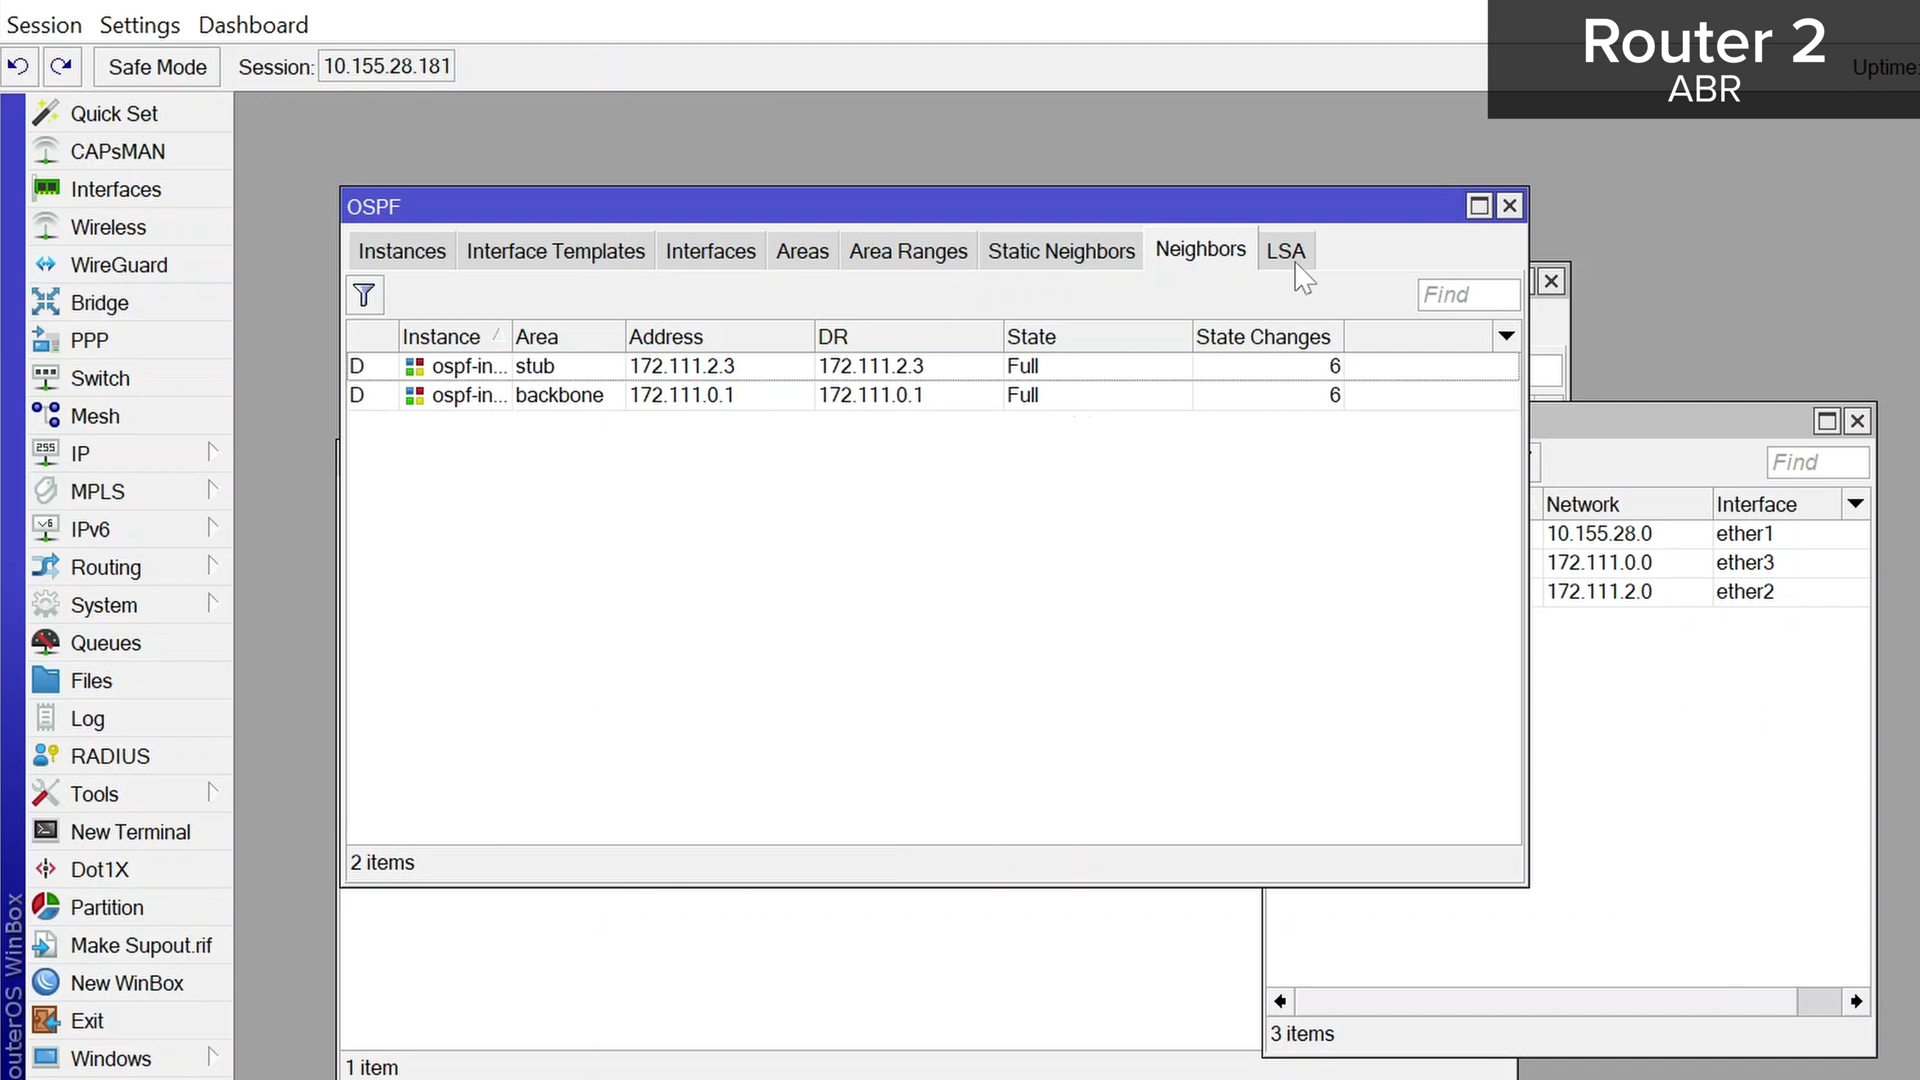 Session Settings Dashboard
Safe Mode Session: 10.155.28.181
Router 2
ABR
Uptime:
Quick Set
CAPsMAN
Interfaces
Wireless
WireGuard
Bridge
PPP
Switch
Mesh
IP
MPLS
IPv6
Routing
System
Queues
Files
Log
RADIUS
Tools
New Terminal
Dot1X
Partition
Make Supout.rif
New WinBox
Exit
Windows
outerOS WinBox
OSPF
Instances Interface Templates Interfaces Areas Area Ranges Static Neighbors Neighbors LSA
Find
Instance Area Address DR State State Changes
D ospf-in... stub 172.111.2.3 172.111.2.3 Full 6
D ospf-in... backbone 172.111.0.1 172.111.0.1 Full 6
2 items
1 item
Find
Network Interface
10.155.28.0 ether1
172.111.0.0 ether3
172.111.2.0 ether2
3 items